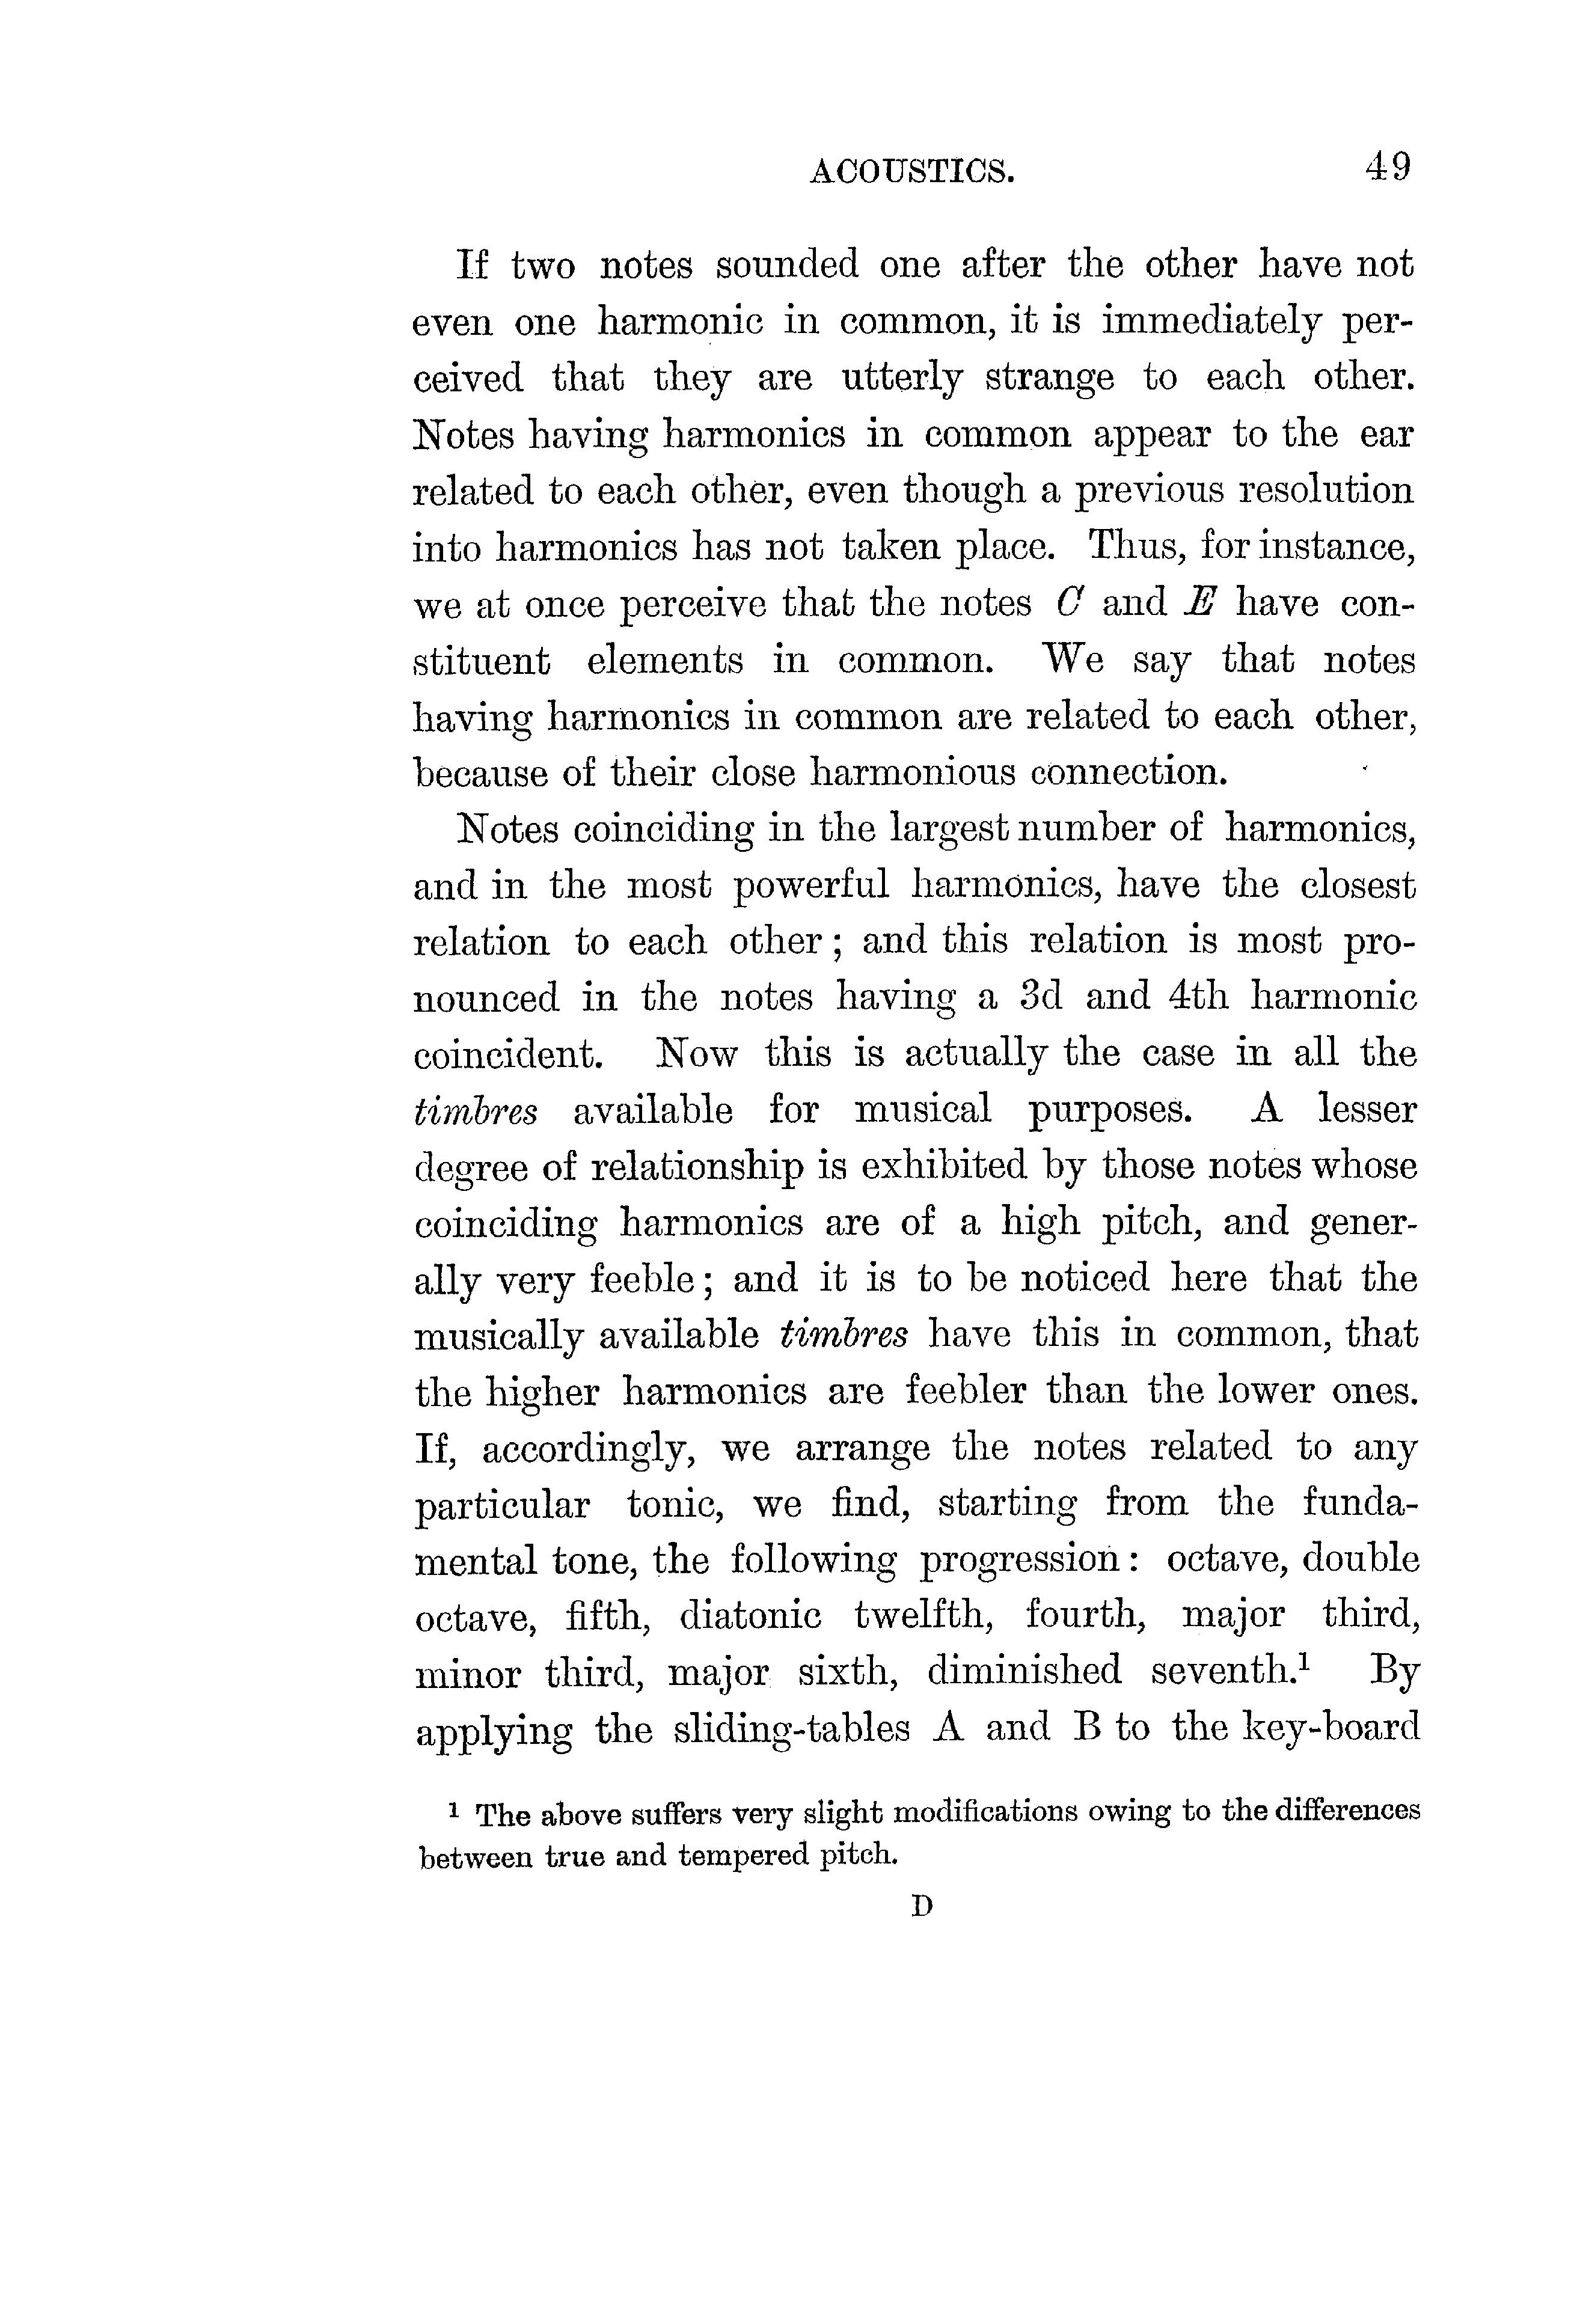 ACOUSTICS. 49
If two notes sounded one after the other have not
even one harmonic in common, it is immediately per-
ceived that they are utterly strange to each other.
Notes having harmonics in common appear to the ear
related to each other, even though a previous resolution
into harmonics has not taken place. Thus, for instance,
we at once perceive that the notes C and E have con-
stituent elements in common. We say that notes
having harmonics in common are related to each other,
because of their close harmonious connection.
Notes coinciding in the largest number of harmonics,
and in the most powerful harmonics, have the closest
relation to each other; and this relation is most pro-
nounced in the notes having a 3d and 4th harmonic
coincident. Now this is actually the case in all the
timbres available for musical purposes. A lesser
degree of relationship is exhibited by those notes whose
coinciding harmonics are of a high pitch, and gener-
ally very feeble; and it is to be noticed here that the
musically available timbres have this in common, that
the higher harmonics are feebler than the lower ones.
If, accordingly, we arrange the notes related to any
particular tonic, we find, starting from the funda-
mental tone, the following progression: octave, double
octave, fifth, diatonic twelfth, fourth, major third,
minor third, major sixth, diminished seventh.¹ By
applying the sliding-tables A and B to the key-board
¹ The above suffers very slight modifications owing to the differences
between true and tempered pitch.
D